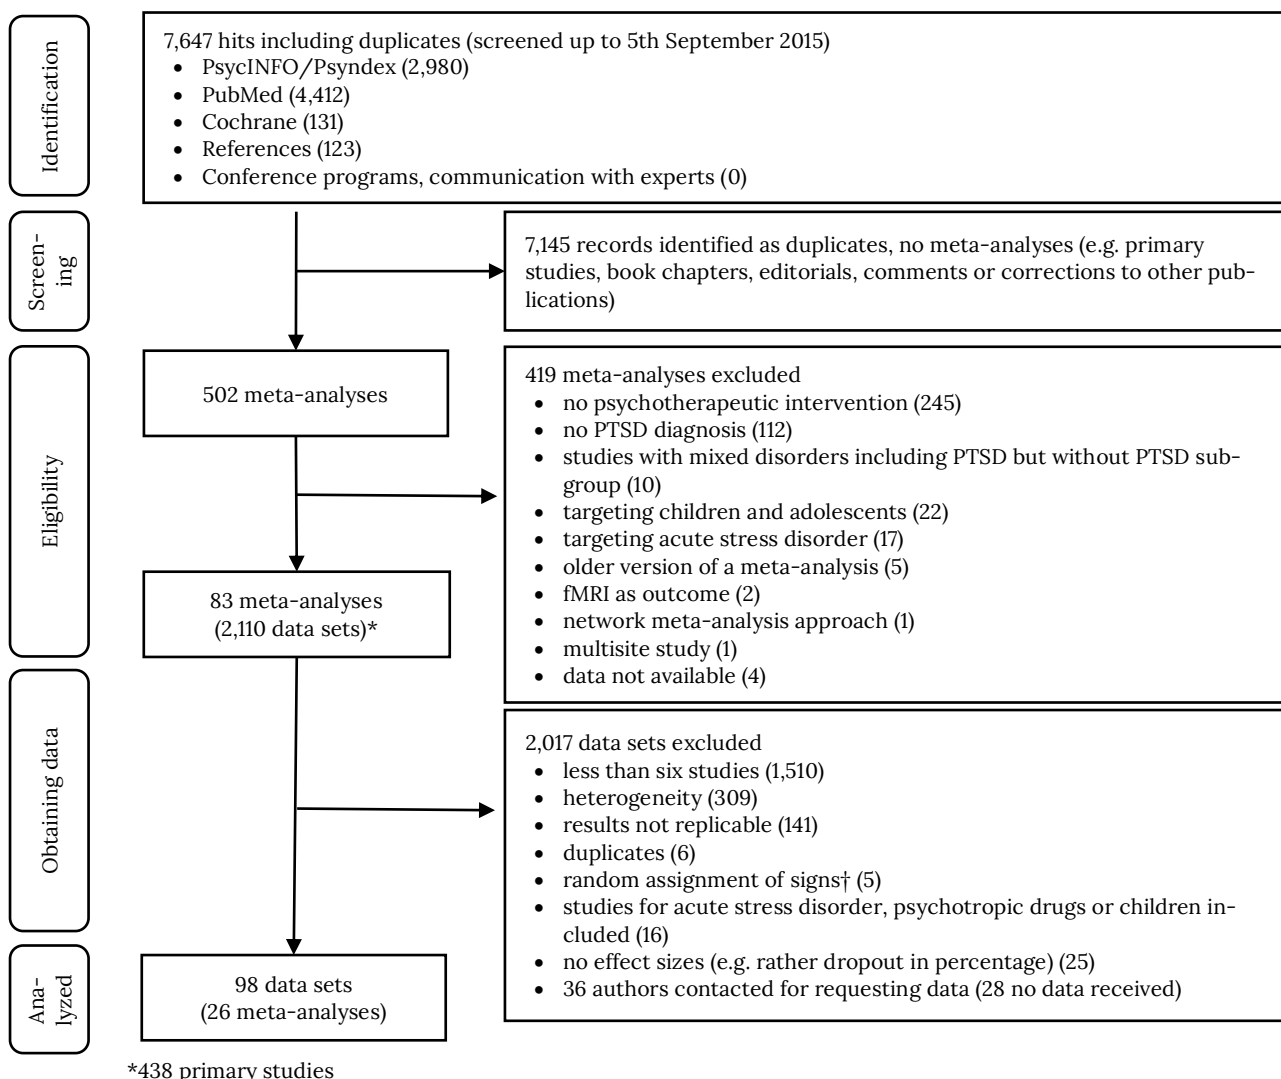 Identification
7,647 hits including duplicates (screened up to 5th September 2015)
• PsycINFO/Psyndex (2,980)
• PubMed (4,412)
• Cochrane (131)
• References (123)
• Conference programs, communication with experts (0)
Screen-
ing
7,145 records identified as duplicates, no meta-analyses (e.g. primary
studies, book chapters, editorials, comments or corrections to other pub-
lications)
Eligibility
502 meta-analyses
419 meta-analyses excluded
• no psychotherapeutic intervention (245)
• no PTSD diagnosis (112)
• studies with mixed disorders including PTSD but without PTSD sub-
group (10)
• targeting children and adolescents (22)
• targeting acute stress disorder (17)
• older version of a meta-analysis (5)
• fMRI as outcome (2)
• network meta-analysis approach (1)
• multisite study (1)
• data not available (4)
83 meta-analyses
(2,110 data sets)*
Obtaining data
2,017 data sets excluded
• less than six studies (1,510)
• heterogeneity (309)
• results not replicable (141)
• duplicates (6)
• random assignment of signs† (5)
• studies for acute stress disorder, psychotropic drugs or children in-
cluded (16)
• no effect sizes (e.g. rather dropout in percentage) (25)
• 36 authors contacted for requesting data (28 no data received)
Ana-
lyzed
98 data sets
(26 meta-analyses)
*438 primary studies